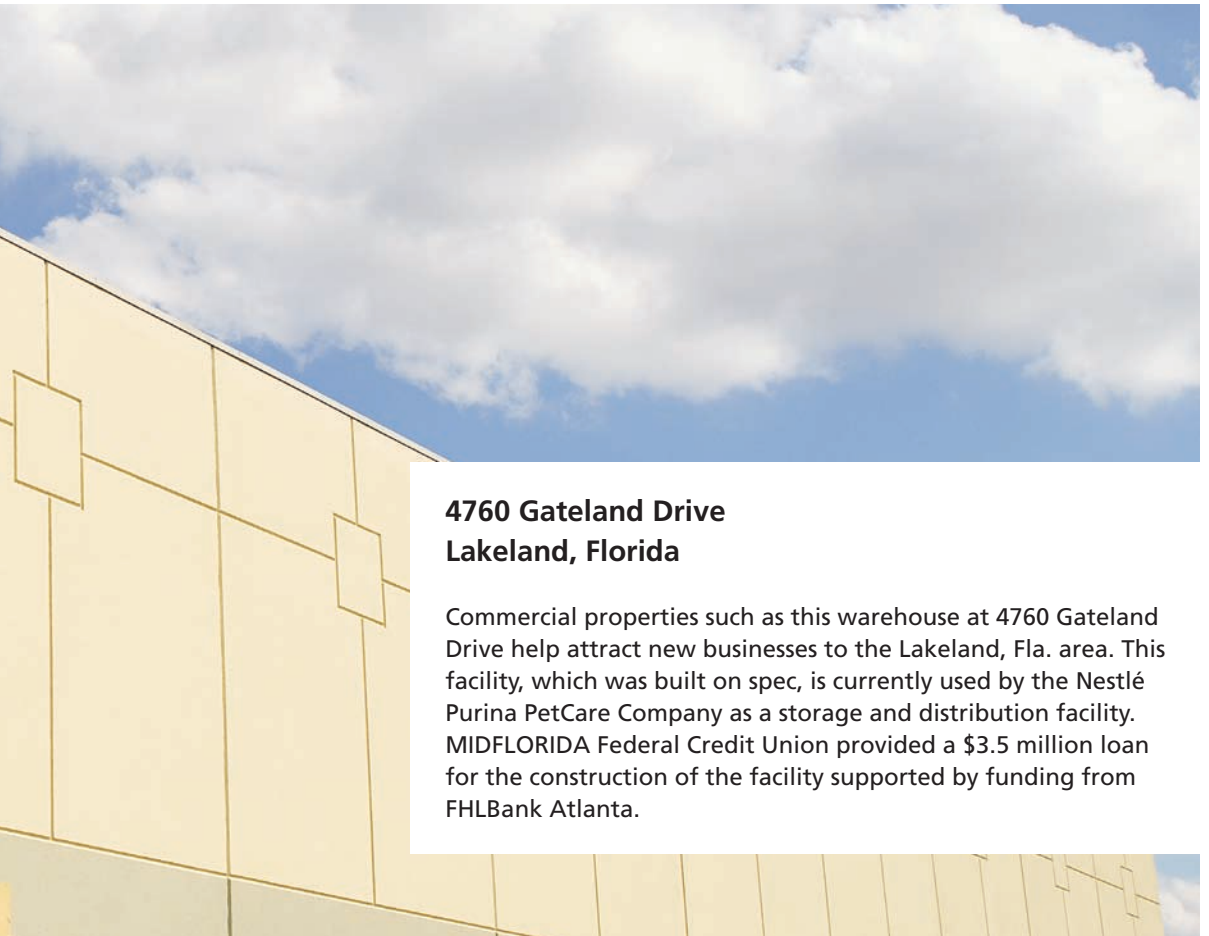 4760 Gateland Drive
Lakeland, Florida
Commercial properties such as this warehouse at 4760 Gateland
Drive help attract new businesses to the Lakeland, Fla. area. This
facility, which was built on spec, is currently used by the Nestlé
Purina PetCare Company as a storage and distribution facility.
MIDFLORIDA Federal Credit Union provided a $3.5 million loan
for the construction of the facility supported by funding from
FHLBank Atlanta.